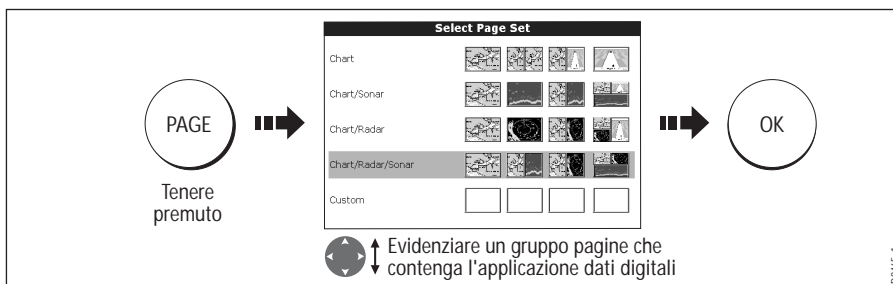 Select Page Set
Chart
Chart/Sonar
Chart/Radar
Chart/Radar/Sonar
Custom
PAGE
OK
Tenere
premuto
Evidenziare un gruppo pagine che
contenga l'applicazione dati digitali